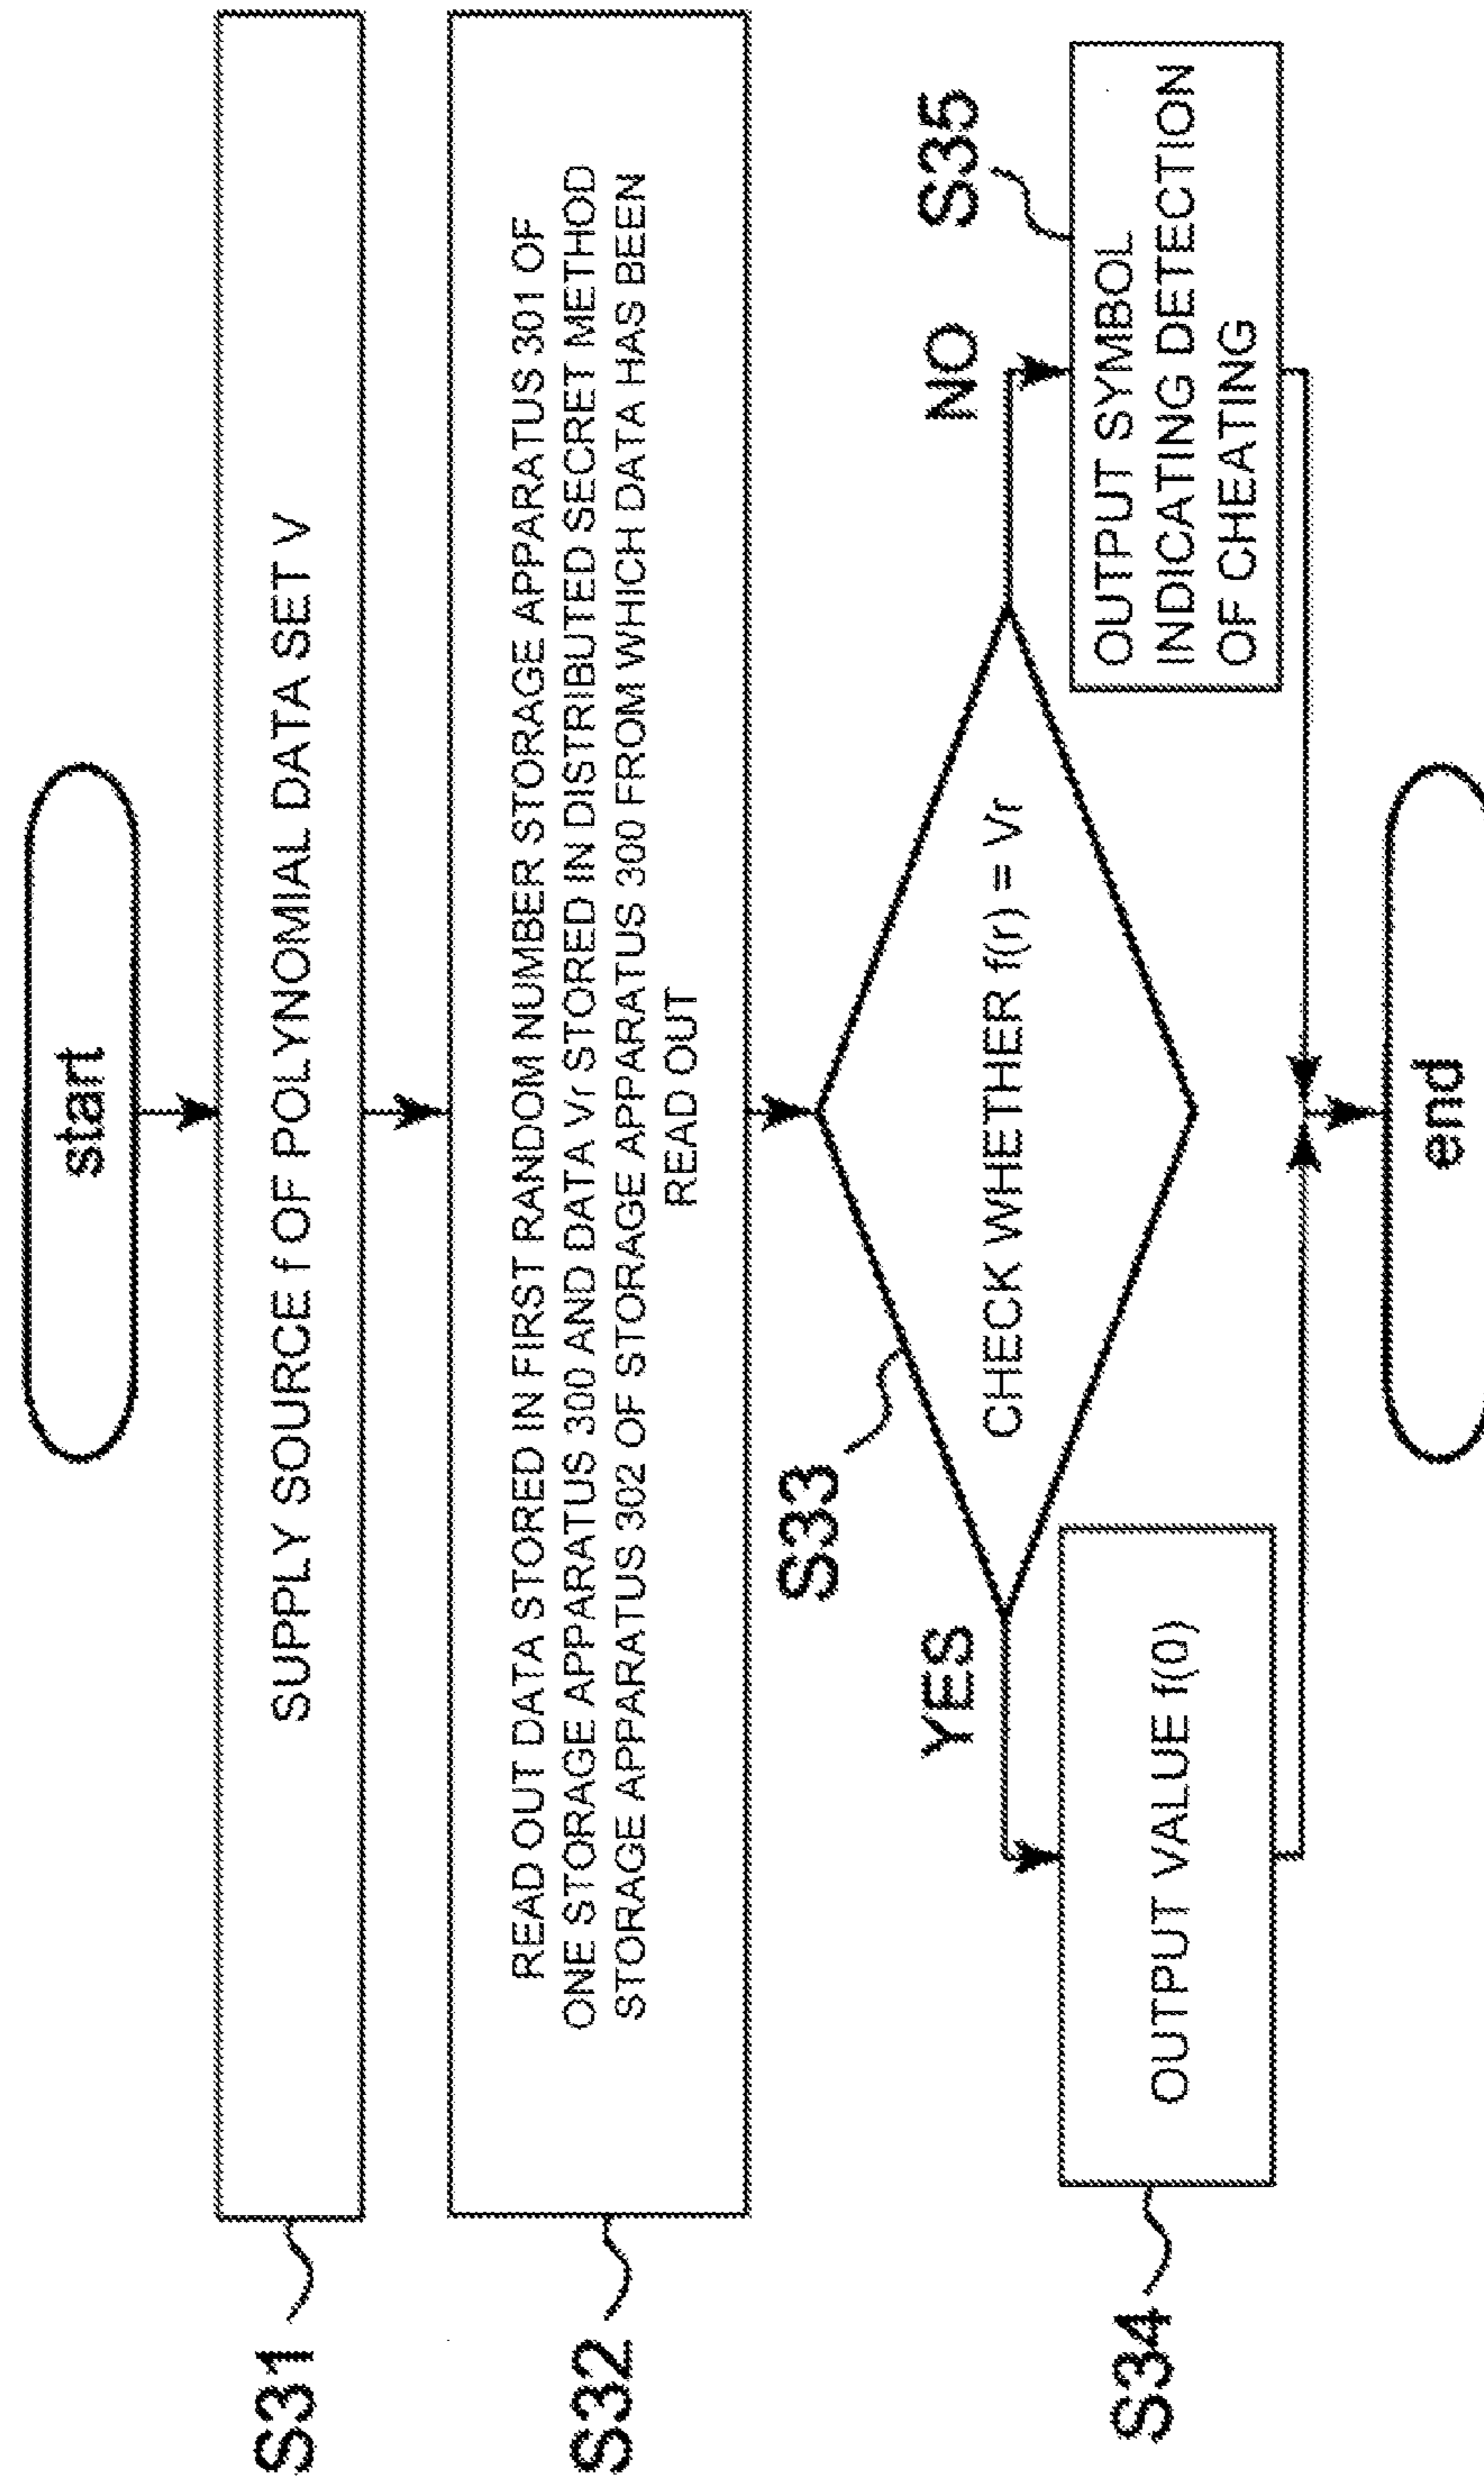 start
S31
SUPPLY SOURCE f OF POLYNOMIAL DATA SET V
S32
READ OUT DATA STORED IN FIRST RANDOM NUMBER STORAGE APPARATUS 301 OF
ONE STORAGE APPARATUS 300 AND DATA Vr STORED IN DISTRIBUTED SECRET METHOD
STORAGE APPARATUS 302 OF STORAGE APPARATUS 300 FROM WHICH DATA HAS BEEN
READ OUT
S33
CHECK WHETHER f(r) = Vr
YES
NO
S34
OUTPUT VALUE f(0)
S35
OUTPUT SYMBOL
INDICATING DETECTION
OF CHEATING
end